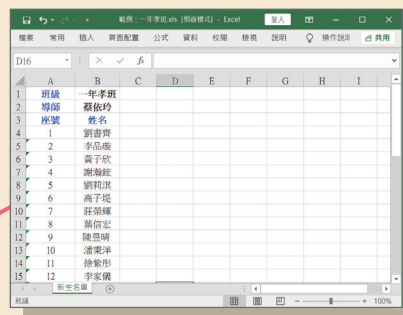 範例：一年孝班.xls [相容模式] - Excel 登入
檔案 常用 插入 頁面配置 公式 資料 校閱 檢視 說明 操作說明 共用
D16 fx
A B C D E F G H I
1 班級 一年孝班
2 導師 蔡依玲
3 座號 姓名
4 1 劉書齊
5 2 李品璇
6 3 黃子欣
7 4 謝瀚鋐
8 5 劉莉淇
9 6 高子堤
10 7 莊榮輝
11 8 葉信宏
12 9 陳昱晴
13 10 潘秉洋
14 11 徐紫彤
15 12 李家儀
新生名單
就緒 100%